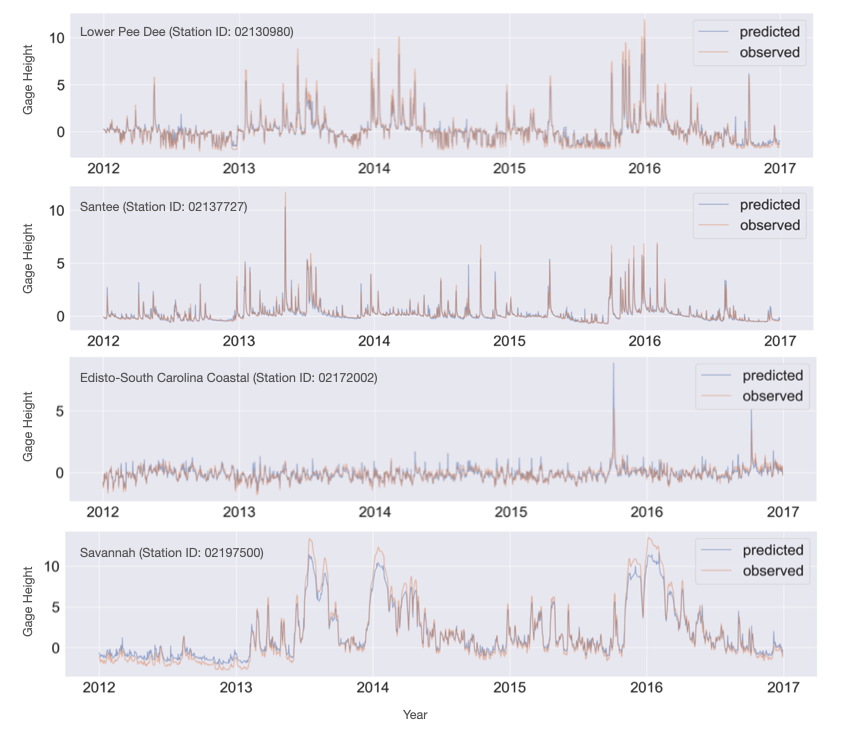 Lower Pee Dee (Station ID: 02130980)
predicted
observed
Gage Height
10
5
0
2012 2013 2014 2015 2016 2017
Santee (Station ID: 02137727)
predicted
observed
Gage Height
10
5
0
2012 2013 2014 2015 2016 2017
Edisto-South Carolina Coastal (Station ID: 02172002)
predicted
observed
Gage Height
5
0
2012 2013 2014 2015 2016 2017
Savannah (Station ID: 02197500)
predicted
observed
Gage Height
10
5
0
2012 2013 2014 2015 2016 2017
Year